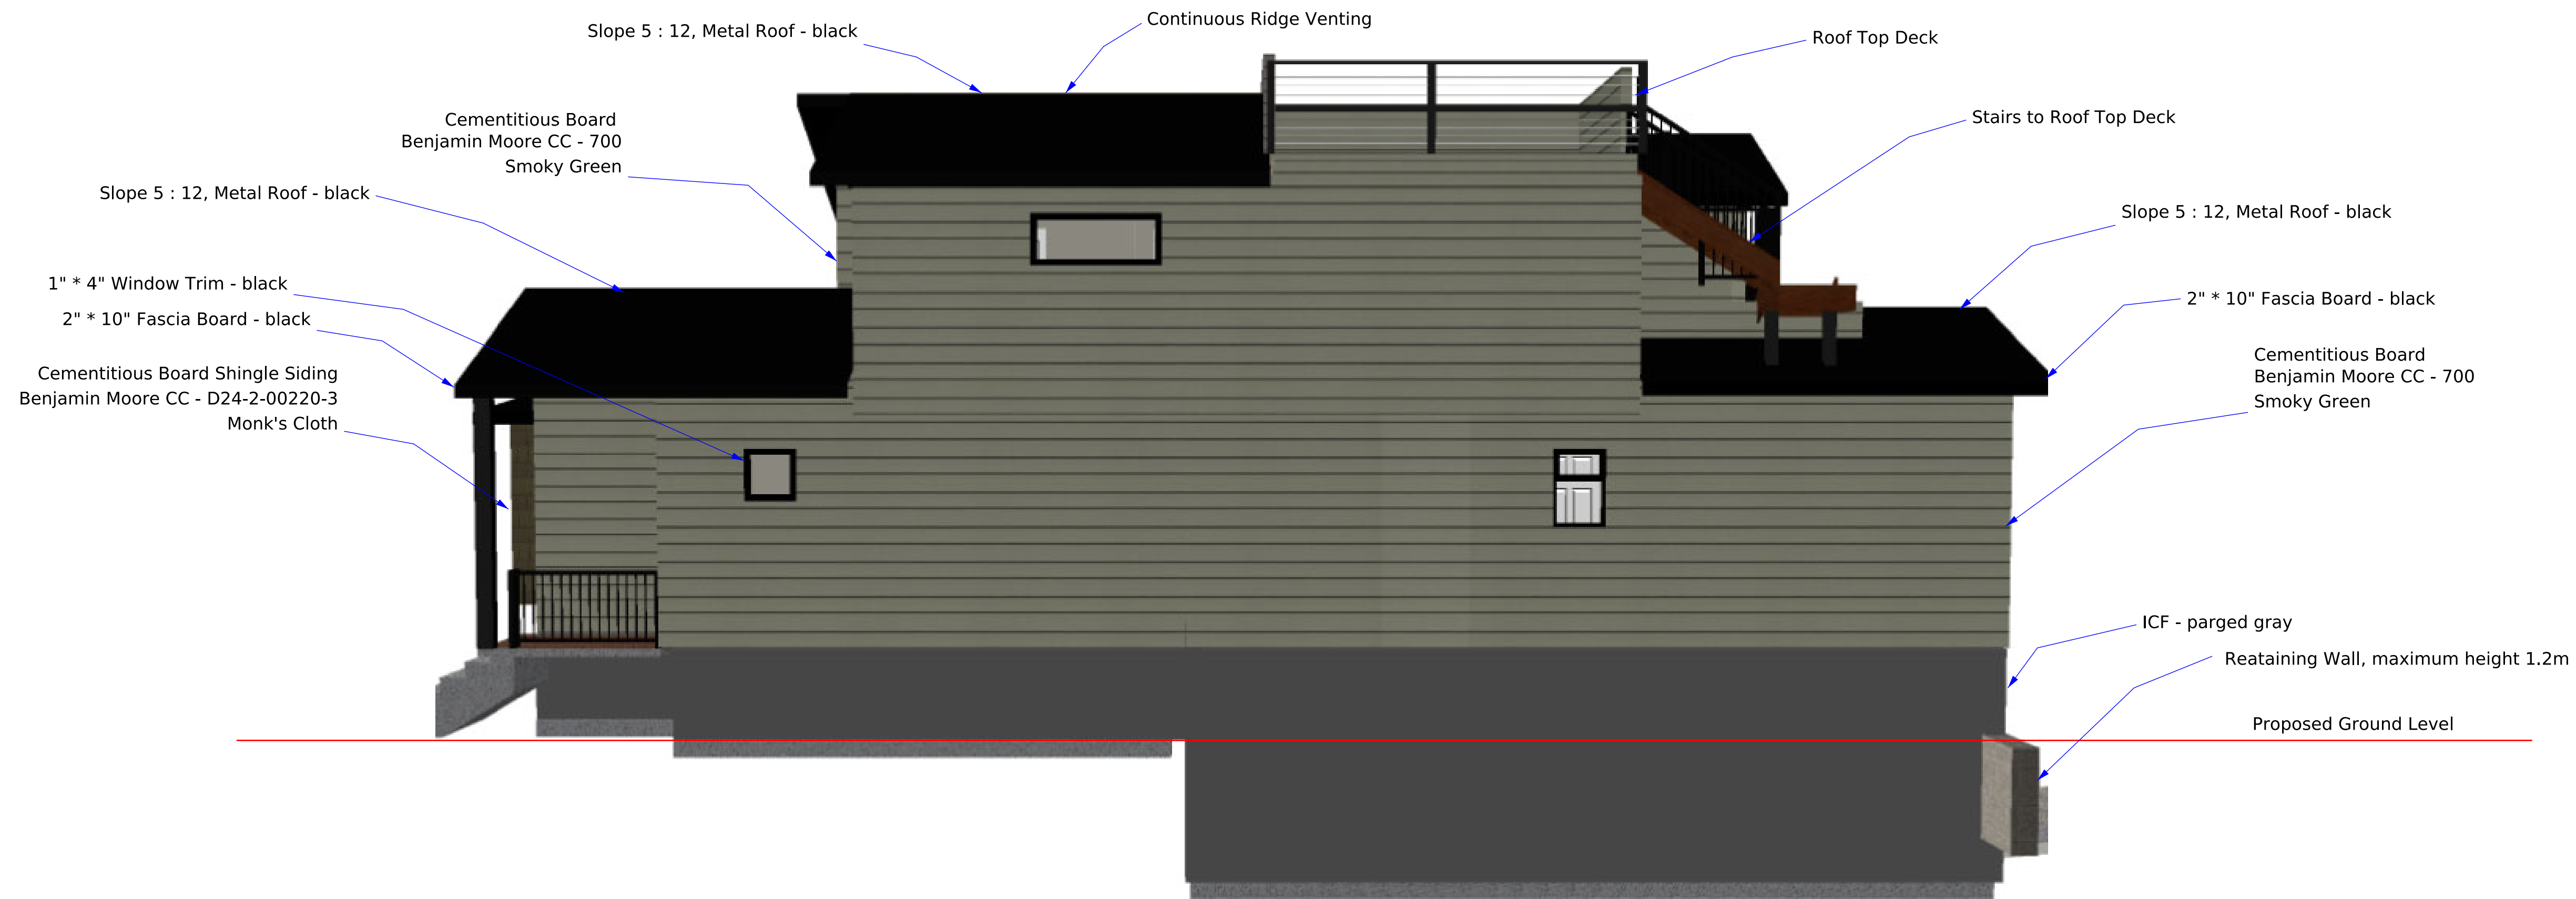 Continuous Ridge Venting
Slope 5 : 12, Metal Roof - black
Roof Top Deck
Cementitious Board
Benjamin Moore CC - 700
Smoky Green
Stairs to Roof Top Deck
Slope 5 : 12, Metal Roof - black
Slope 5 : 12, Metal Roof - black
1" * 4" Window Trim - black
2" * 10" Fascia Board - black
2" * 10" Fascia Board - black
Cementitious Board Shingle Siding
Benjamin Moore CC - D24-2-00220-3
Monk's Cloth
Cementitious Board
Benjamin Moore CC - 700
Smoky Green
ICF - parged gray
Reataining Wall, maximum height 1.2m
Proposed Ground Level